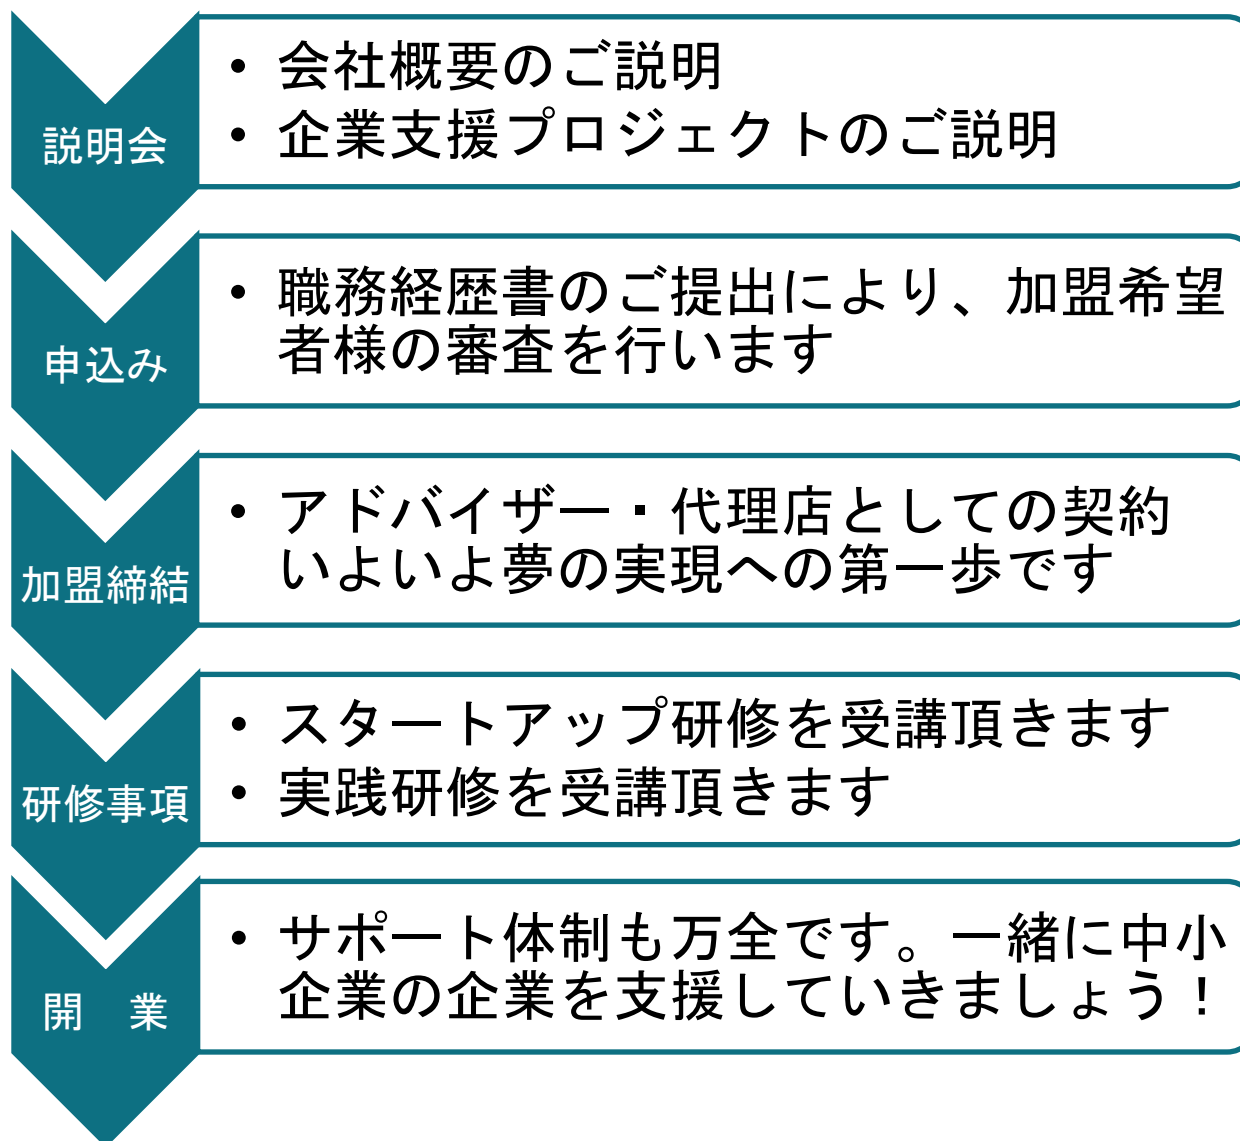 説明会
• 会社概要のご説明
• 企業支援プロジェクトのご説明
申込み
• 職務経歴書のご提出により、加盟希望
者様の審査を行います
加盟締結
• アドバイザー・代理店としての契約
いよいよ夢の実現への第一歩です
研修事項
• スタートアップ研修を受講頂きます
• 実践研修を受講頂きます
開　業
• サポート体制も万全です。一緒に中小
企業の企業を支援していきましょう！